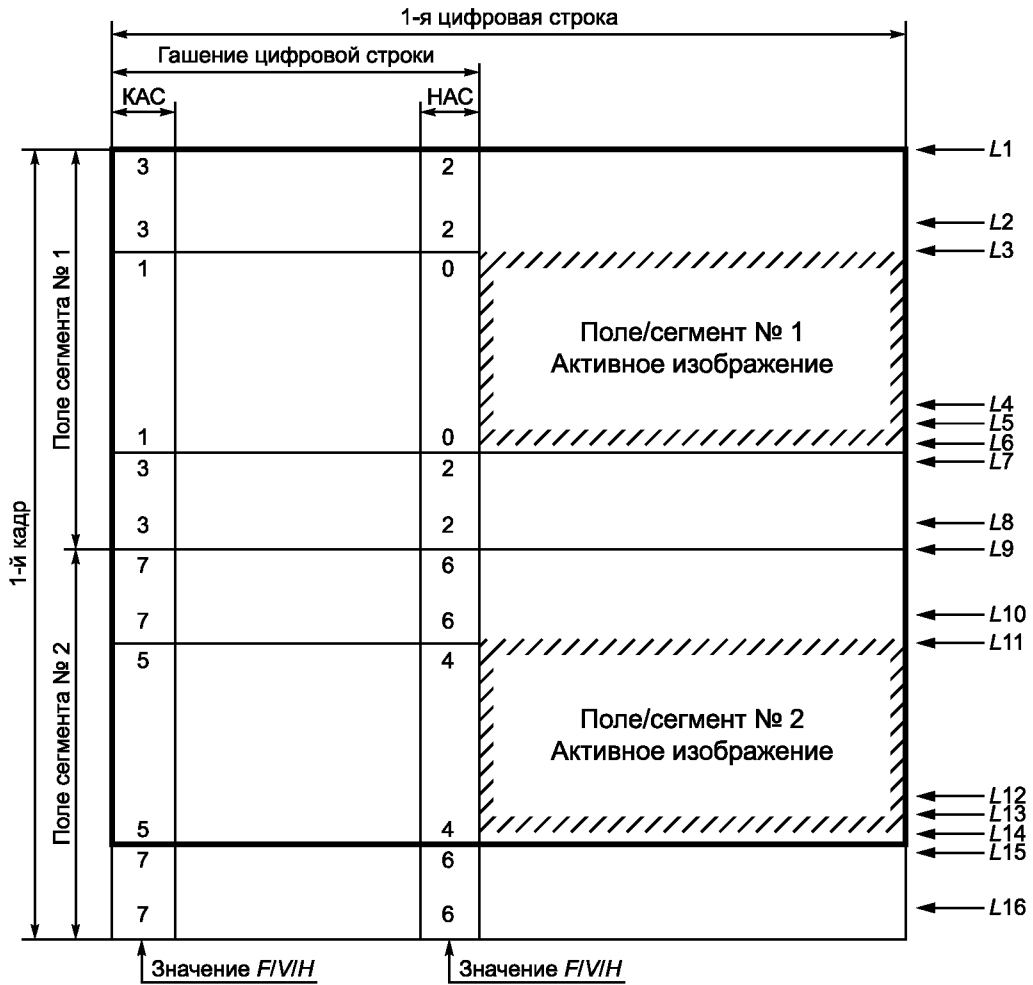 1-я цифровая строка
Гашение цифровой строки
КАС НАС
3 2 L1
3 2 L2
L3
1 0
Поле/сегмент № 1
Активное изображение
L4
L5
1 0 L6
3 2 L7
3 2 L8
L9
7 6
7 6 L10
L11
5 4
Поле/сегмент № 2
Активное изображение
L12
L13
5 4 L14
7 6 L15
7 6 L16
1-й кадр
Поле сегмента № 1
Поле сегмента № 2
Значение F/V/H Значение F/V/H